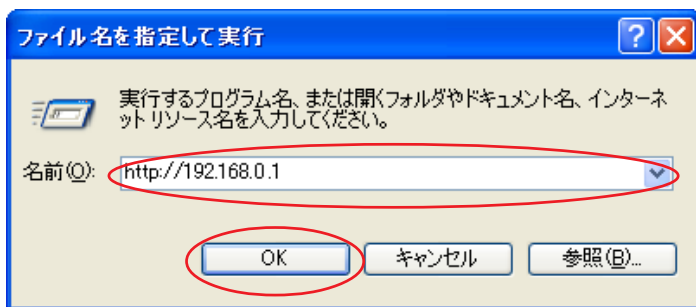 ファイル名を指定して実行
実行するプログラム名、または開くフォルダやドキュメント名、インターネ
ット リソース名を入力してください。
名前(O): http://192.168.0.1
OK キャンセル 参照(B)...